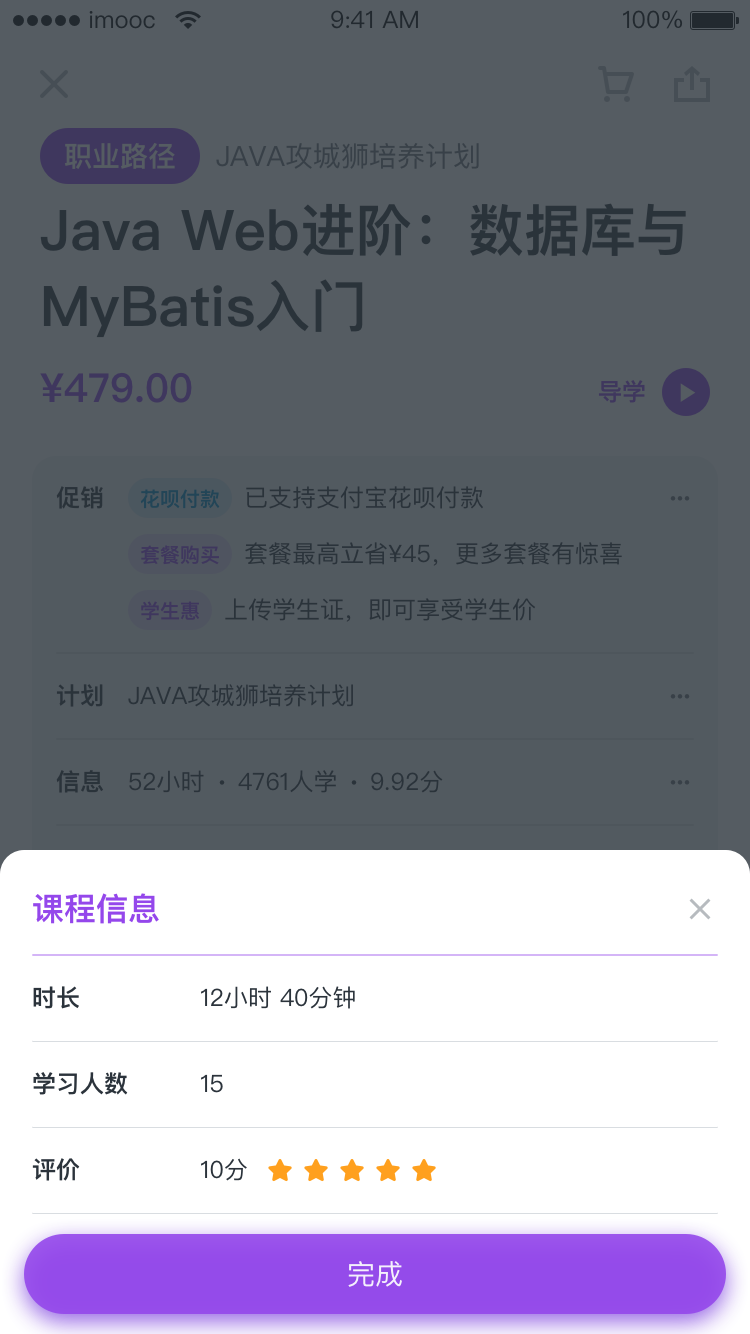 imooc 9:41 AM 100%
职业路径 JAVA攻城狮培养计划
Java Web进阶：数据库与
MyBatis入门
¥479.00 导学
促销 花呗付款 已支持支付宝花呗付款
套餐购买 套餐最高立省¥45，更多套餐有惊喜
学生惠 上传学生证，即可享受学生价
计划 JAVA攻城狮培养计划
信息 52小时 · 4761人学 · 9.92分
课程信息
时长 12小时 40分钟
学习人数 15
评价 10分
完成